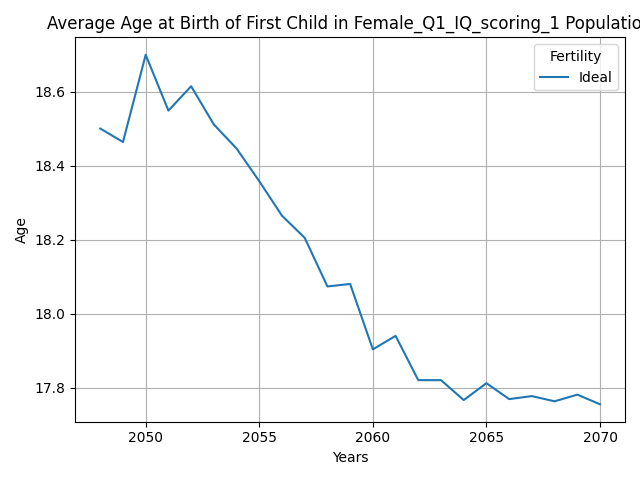 Average Age at Birth of First Child in Female_Q1_IQ_scoring_1 Populatio
Fertility
Ideal
18.6
18.4
18.2
18.0
17.8
Age
2050 2055 2060 2065 2070
Years